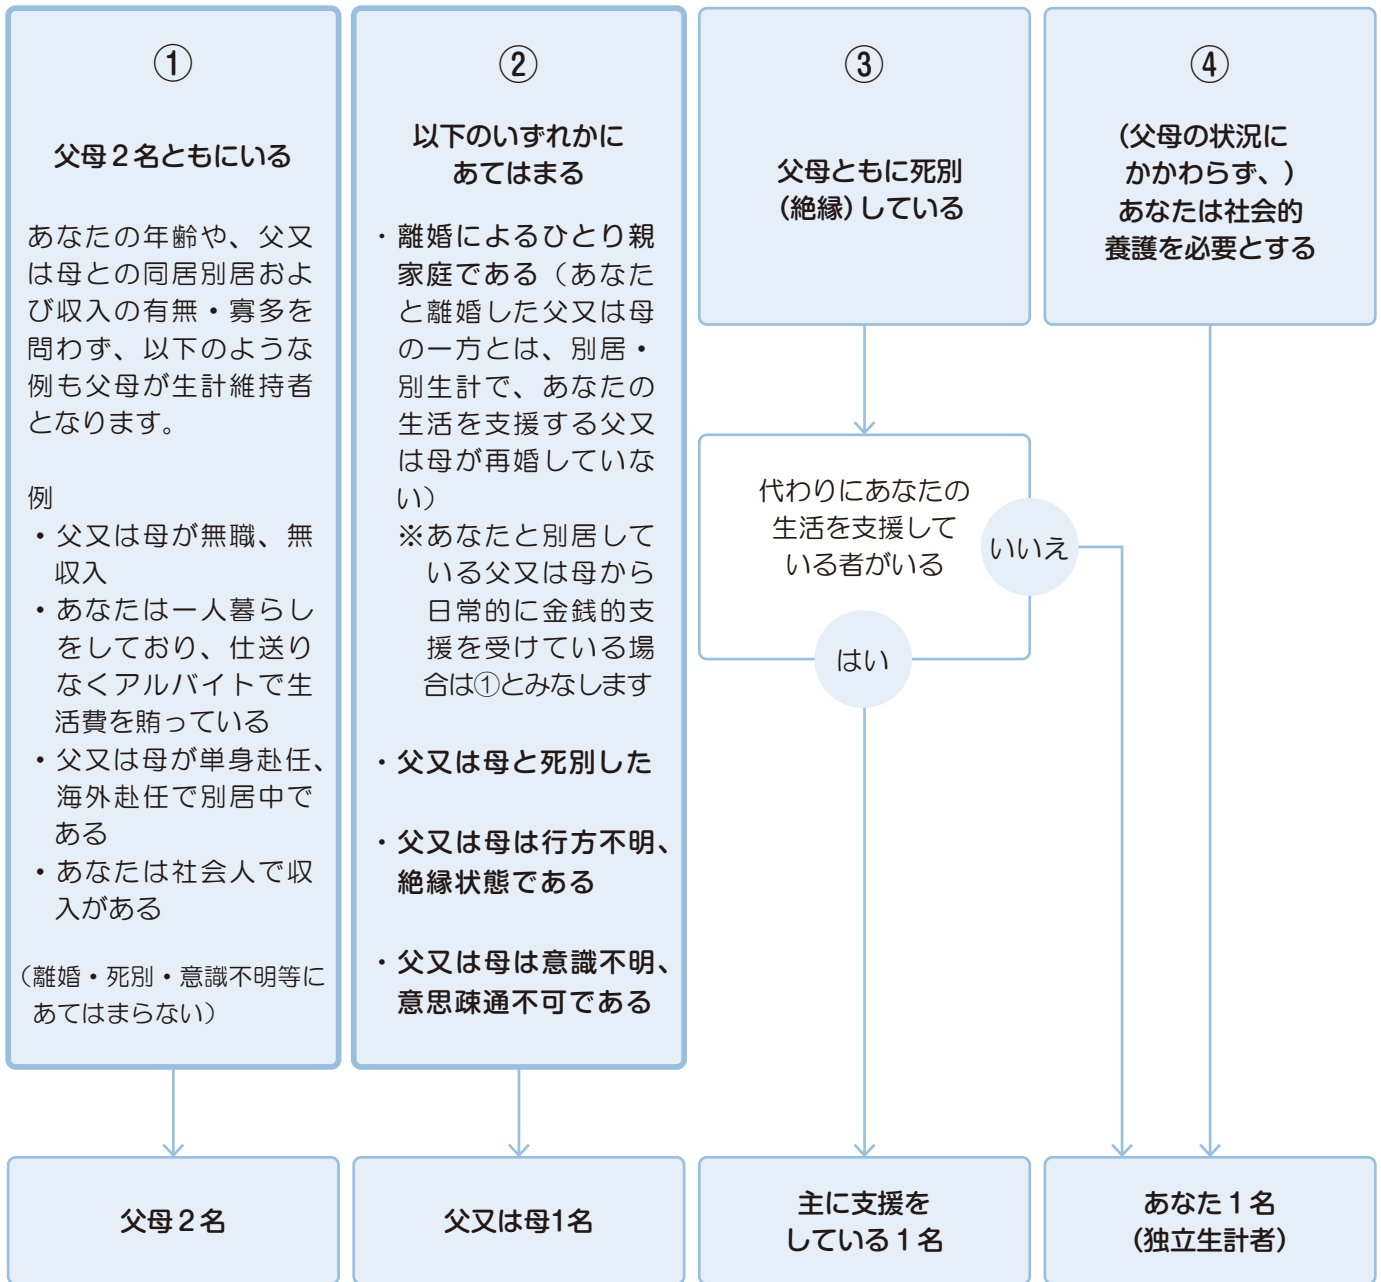 ①
父母2名ともにいる
あなたの年齢や、父又
は母との同居別居およ
び収入の有無・寡多を
問わず、以下のような
例も父母が生計維持者
となります。
例
・父又は母が無職、無
収入
・あなたは一人暮らし
をしており、仕送り
なくアルバイトで生
活費を賄っている
・父又は母が単身赴任、
海外赴任で別居中で
ある
・あなたは社会人で収
入がある
（離婚・死別・意識不明等に
あてはまらない）
父母2名
②
以下のいずれかに
あてはまる
・離婚によるひとり親
家庭である（あなた
と離婚した父又は母
の一方とは、別居・
別生計で、あなたの
生活を支援する父又
は母が再婚していな
い）
※あなたと別居して
いる父又は母から
日常的に金銭的支
援を受けている場
合は①とみなします
・父又は母と死別した
・父又は母は行方不明、
絶縁状態である
・父又は母は意識不明、
意思疎通不可である
父又は母1名
③
父母ともに死別
（絶縁）している
代わりにあなたの
生活を支援して
いる者がいる
いいえ
はい
主に支援を
している1名
④
（父母の状況に
かかわらず、）
あなたは社会的
養護を必要とする
あなた1名
（独立生計者）